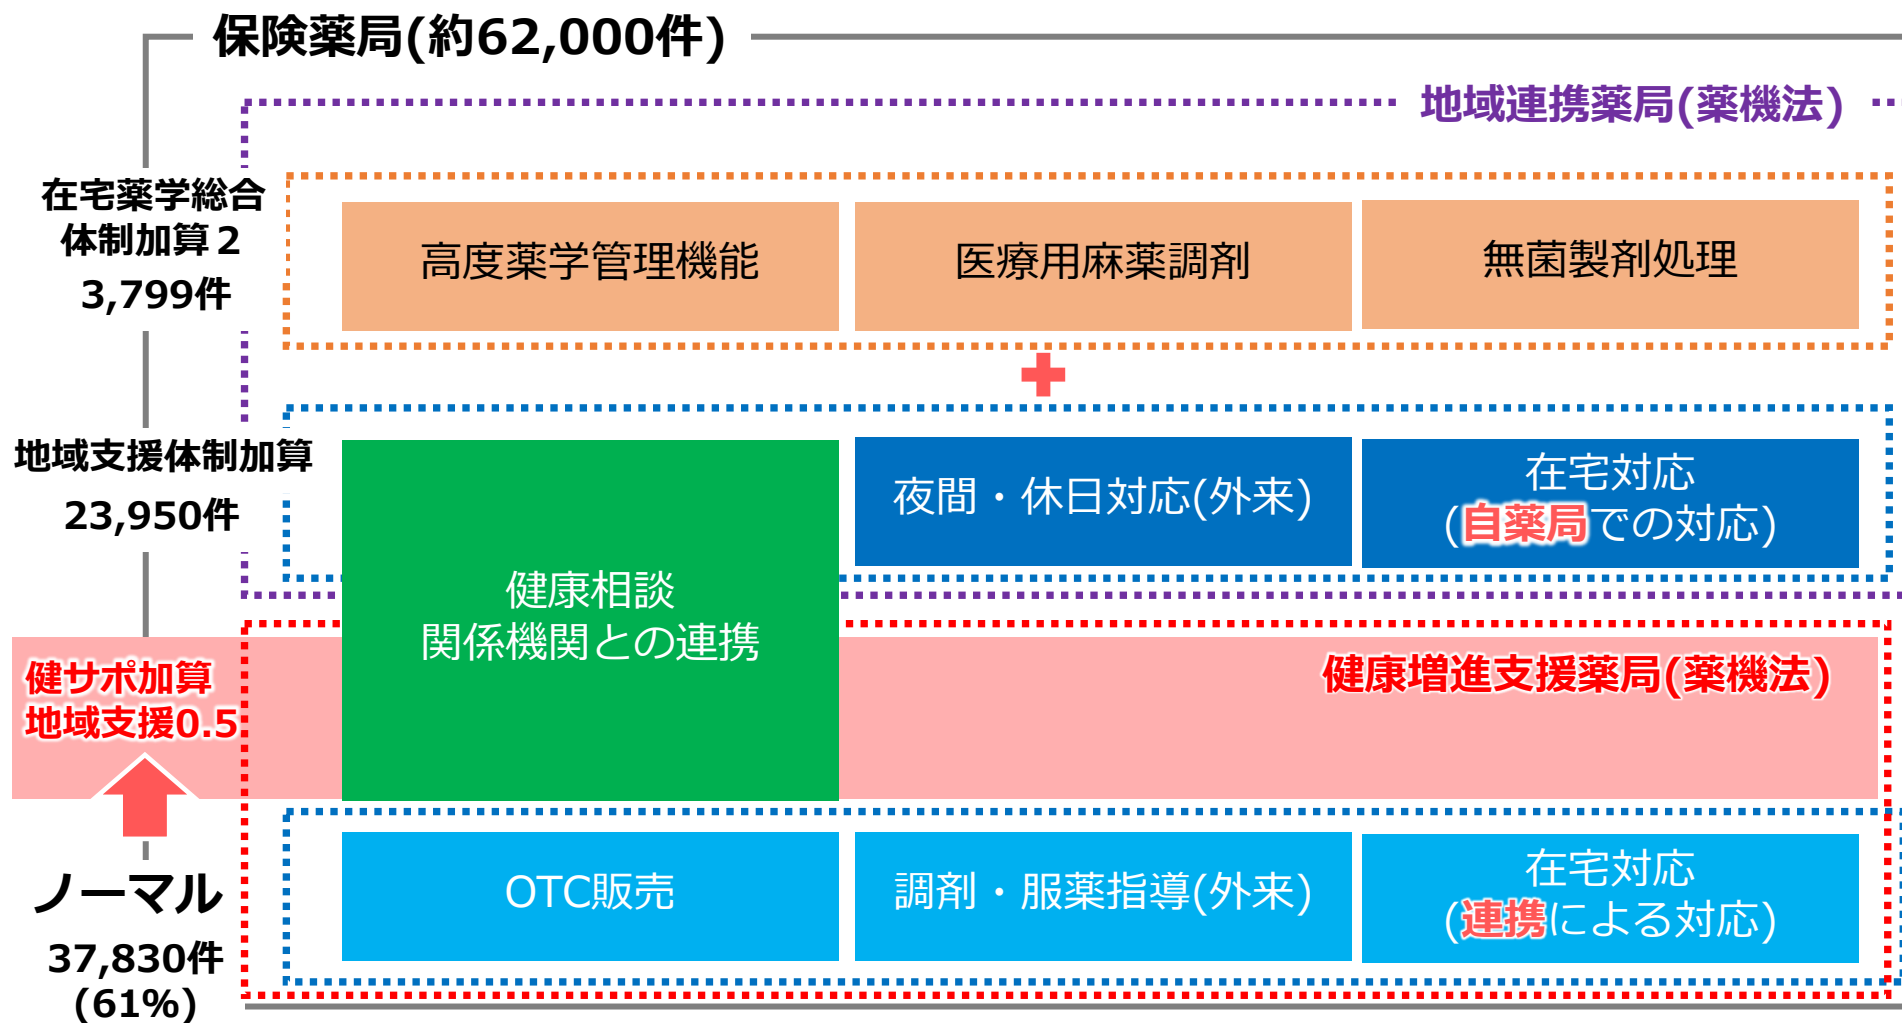 保険薬局(約62,000件)
地域連携薬局(薬機法)
在宅薬学総合
体制加算2
3,799件
高度薬学管理機能
医療用麻薬調剤
無菌製剤処理
地域支援体制加算
23,950件
健康相談
関係機関との連携
夜間・休日対応(外来)
在宅対応
(自薬局での対応)
健サポ加算
地域支援0.5
健康増進支援薬局(薬機法)
ノーマル
37,830件
(61%)
OTC販売
調剤・服薬指導(外来)
在宅対応
(連携による対応)